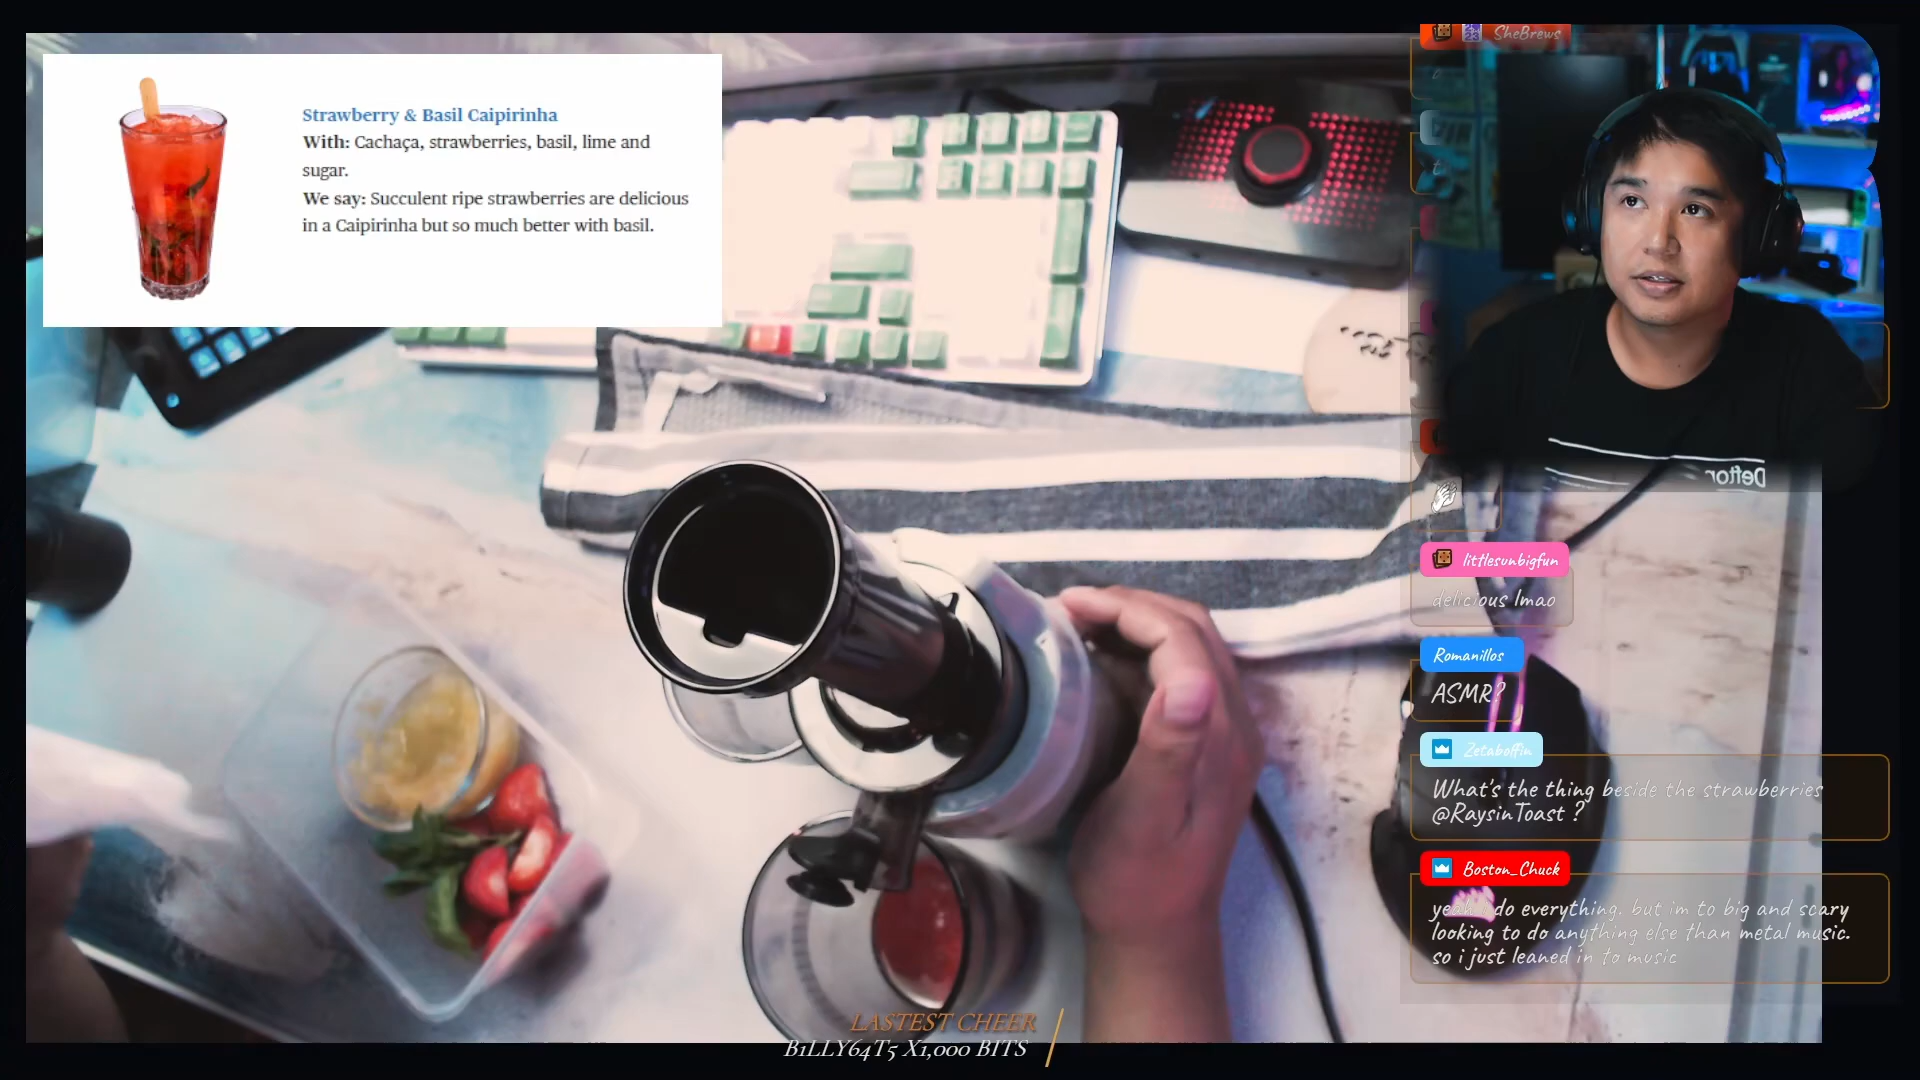 Strawberry & Basil Caipirinha
With: Cachaça, strawberries, basil, lime and
sugar.
We say: Succulent ripe strawberries are delicious
in a Caipirinha but so much better with basil.
SheBrews
littlesunbigfun
delicious lmao
Romanillos
ASMR?
Zetaboffin
What's the thing beside the strawberries
@RaysinToast ?
Boston_Chuck
yeah i do everything. but im to big and scary
looking to do anything else than metal music.
so i just leaned in to music
LASTEST CHEER
B1LLY64T5 X1,000 BITS